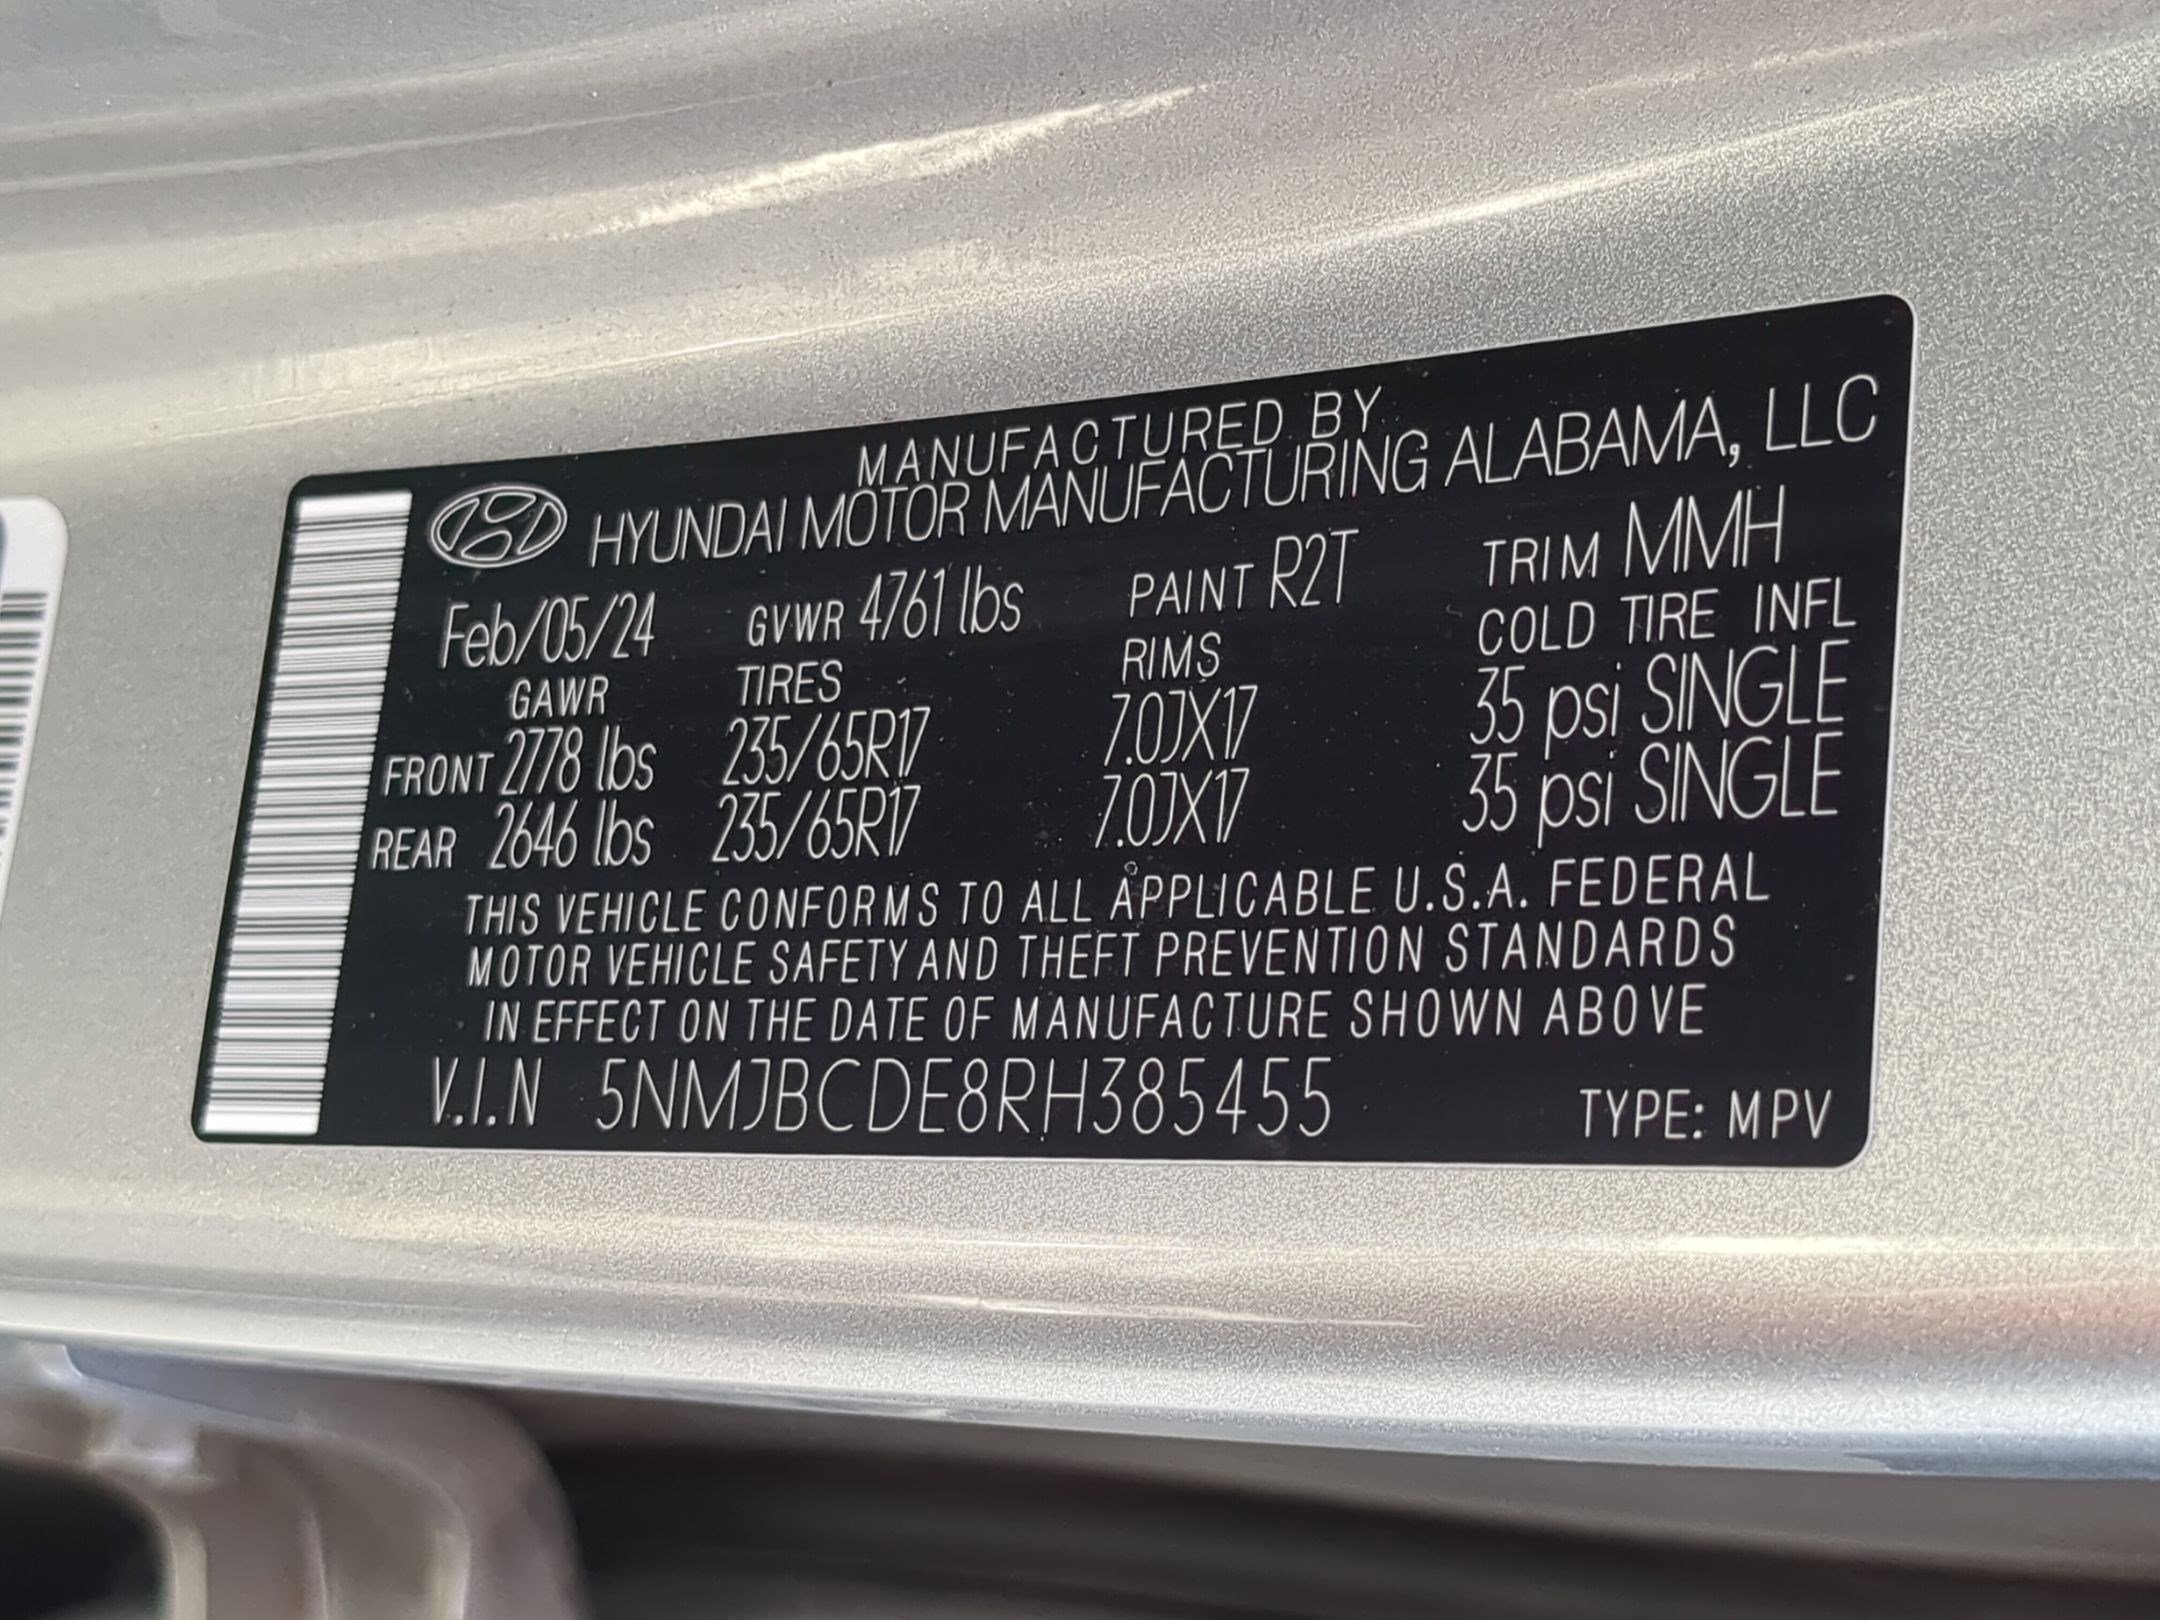 MANUFACTURED BY
HYUNDAI MOTOR MANUFACTURING ALABAMA, LLC
Feb/05/24 GVWR 4761 lbs PAINT R2T TRIM MMH
GAWR TIRES RIMS COLD TIRE INFL
FRONT 2778 lbs 235/65R17 7.0JX17 35 psi SINGLE
REAR 2646 lbs 235/65R17 7.0JX17 35 psi SINGLE
THIS VEHICLE CONFORMS TO ALL APPLICABLE U.S.A. FEDERAL
MOTOR VEHICLE SAFETY AND THEFT PREVENTION STANDARDS
IN EFFECT ON THE DATE OF MANUFACTURE SHOWN ABOVE
V.I.N 5NMJBCDE8RH385455 TYPE: MPV